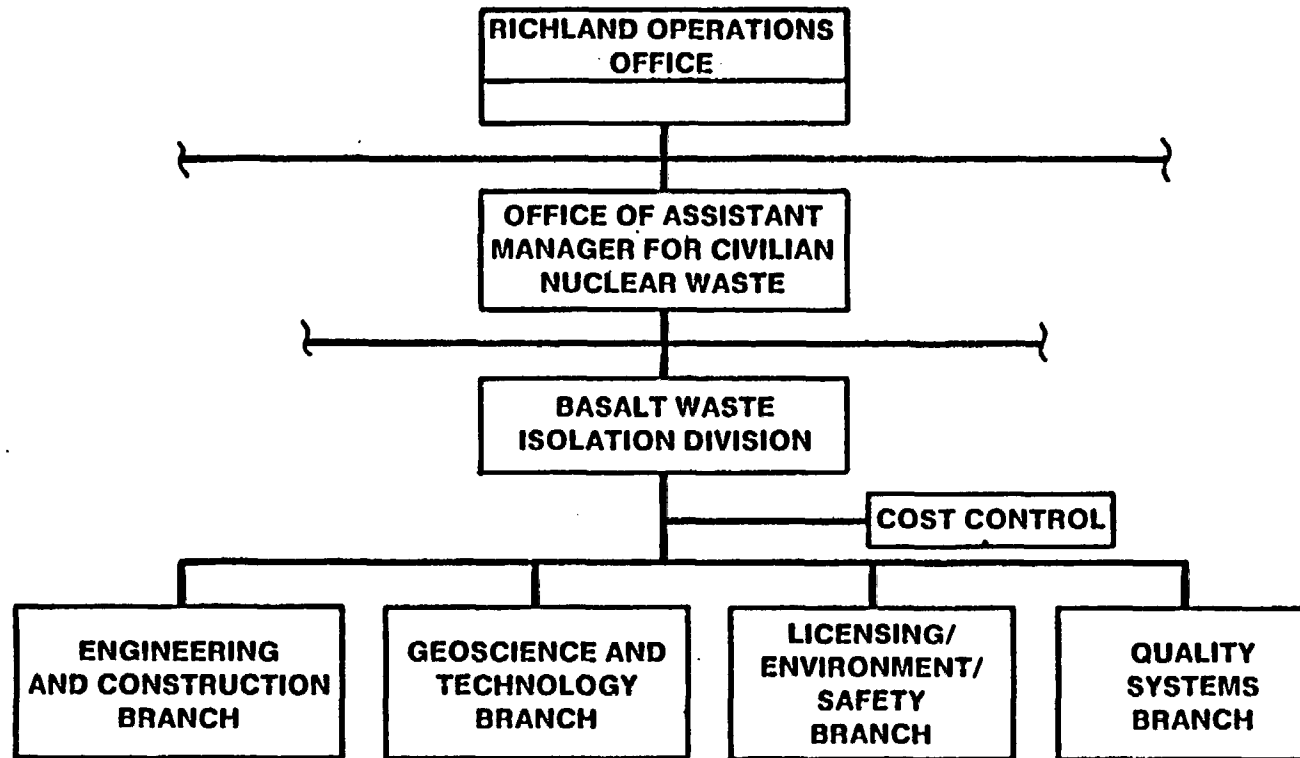 RICHLAND OPERATIONS
OFFICE
OFFICE OF ASSISTANT
MANAGER FOR CIVILIAN
NUCLEAR WASTE
BASALT WASTE
ISOLATION DIVISION
COST CONTROL
ENGINEERING
AND CONSTRUCTION
BRANCH
GEOSCIENCE AND
TECHNOLOGY
BRANCH
LICENSING/
ENVIRONMENT/
SAFETY
BRANCH
QUALITY
SYSTEMS
BRANCH